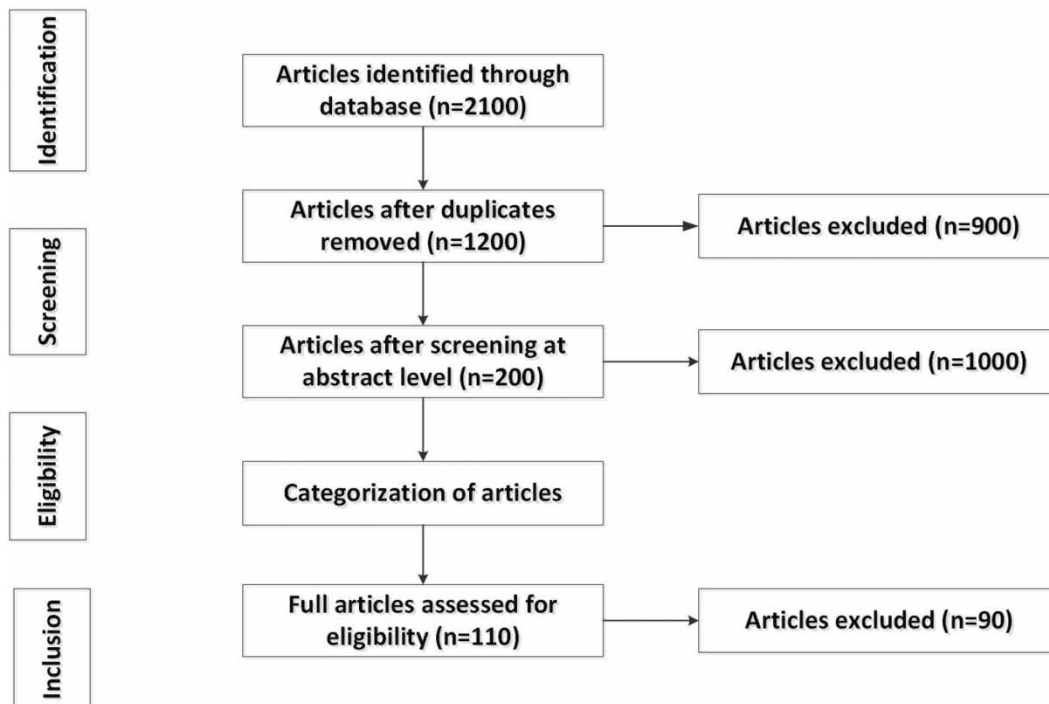 Identification
Articles identified through
database (n=2100)
Articles after duplicates
removed (n=1200)
Articles excluded (n=900)
Screening
Articles after screening at
abstract level (n=200)
Articles excluded (n=1000)
Eligibility
Categorization of articles
Inclusion
Full articles assessed for
eligibility (n=110)
Articles excluded (n=90)